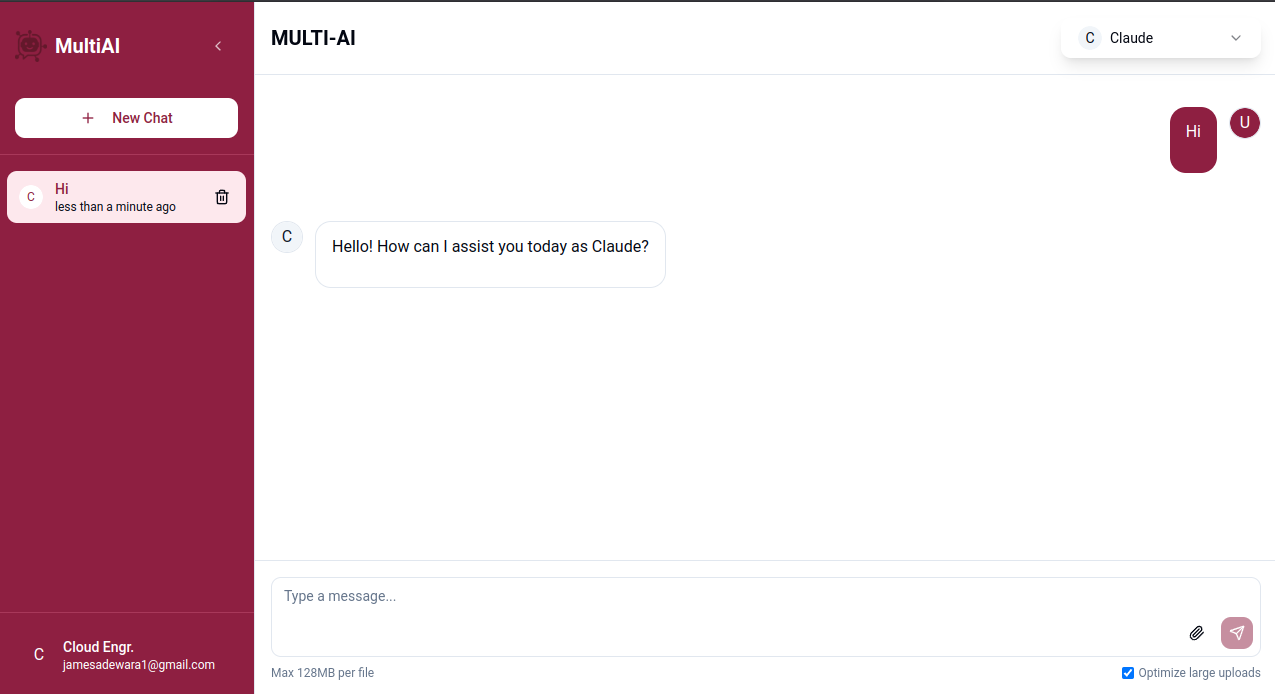 MultiAI
New Chat
C
Hi
less than a minute ago
C
Cloud Engr.
jamesadewara1@gmail.com
MULTI-AI
C
Claude
Hi
U
C
Hello! How can I assist you today as Claude?
Type a message...
Max 128MB per file
Optimize large uploads